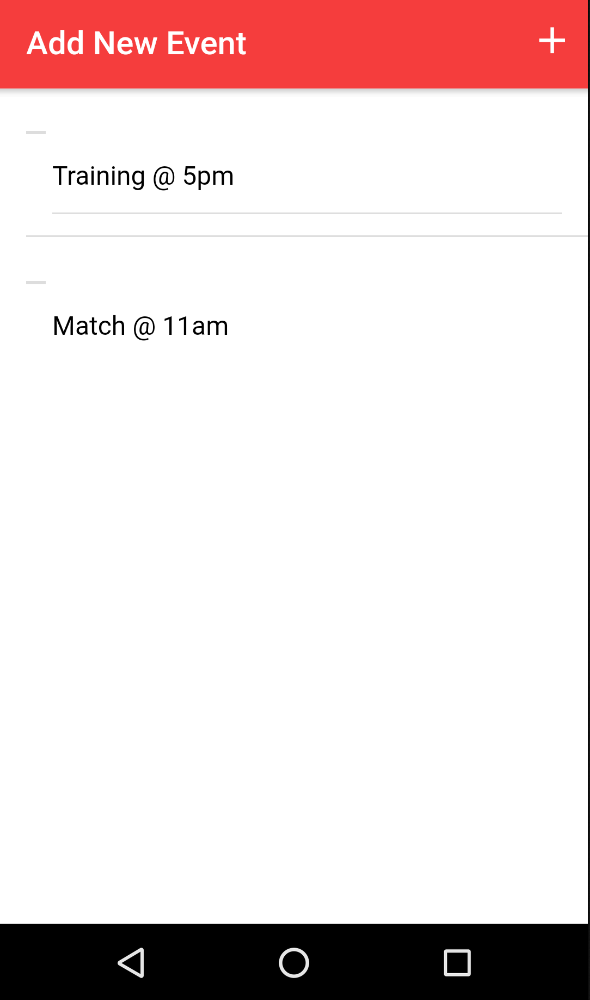 Add New Event
Training @ 5pm
Match @ 11am